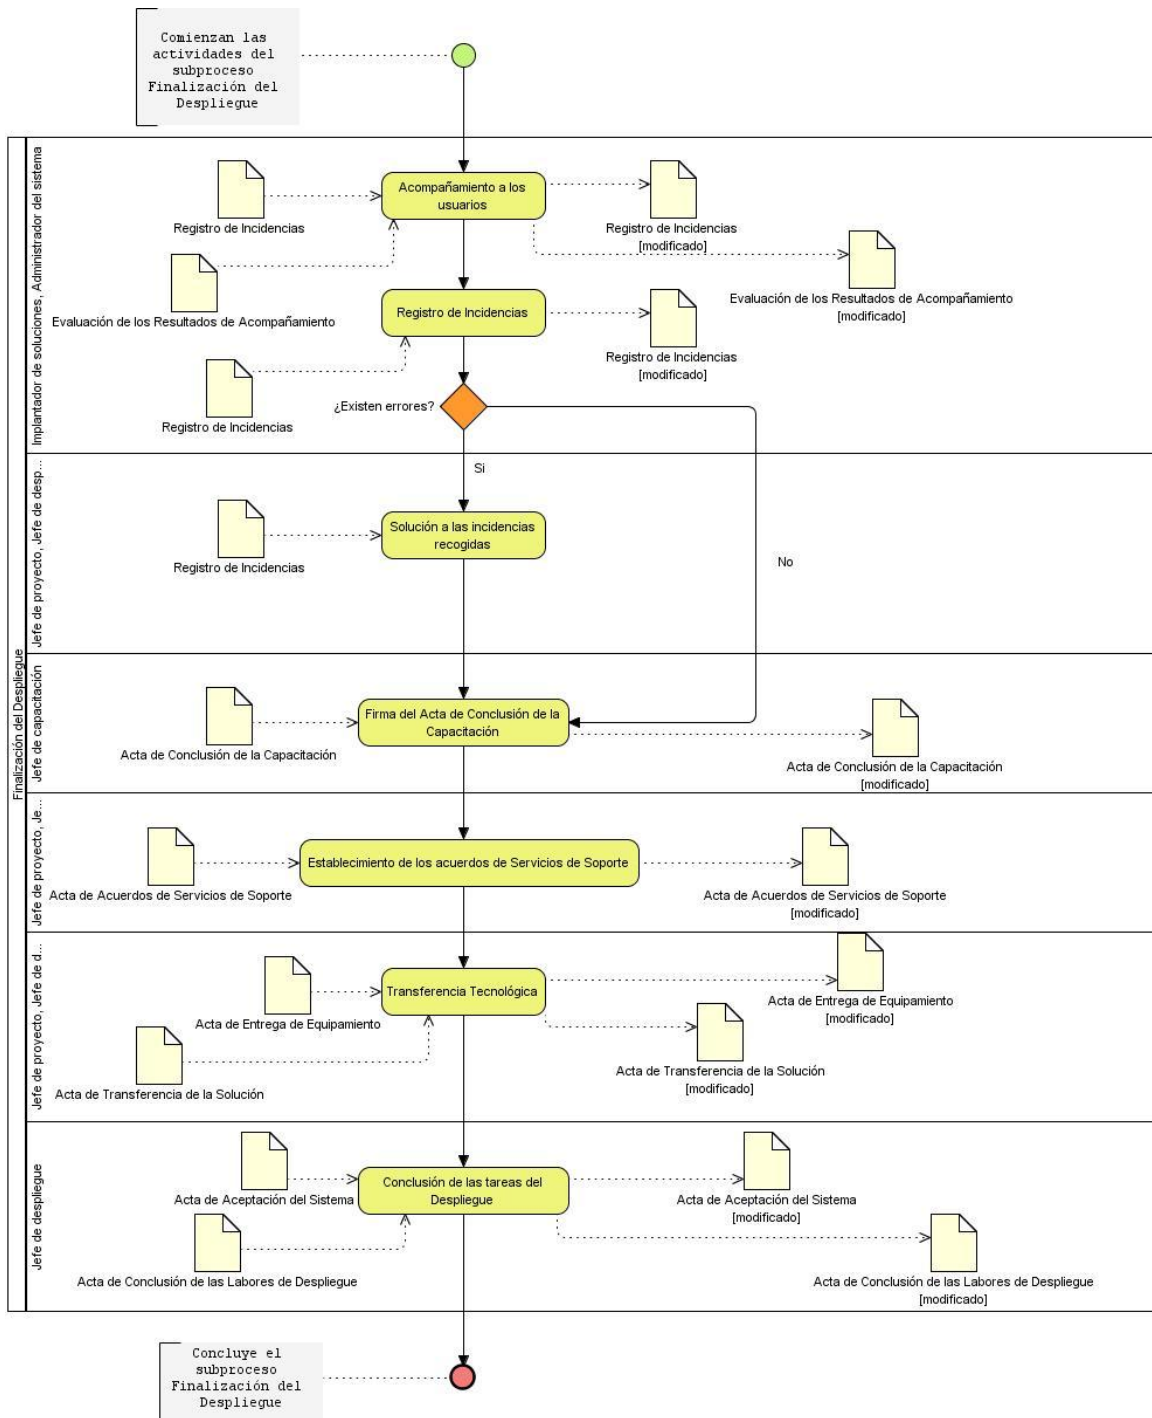 Comienzan las
actividades del
subproceso
Finalización del
Despliegue
Finalización del Despliegue
Implantador de soluciones, Administrador del sistema
Acompañamiento a los
usuarios
Registro de Incidencias
Registro de Incidencias
[modificado]
Evaluación de los Resultados de Acompañamiento
Evaluación de los Resultados de Acompañamiento
[modificado]
Registro de Incidencias
Registro de Incidencias
[modificado]
Registro de Incidencias
¿Existen errores?
Si
No
Jefe de proyecto, Jefe de desp...
Solución a las incidencias
recogidas
Registro de Incidencias
Jefe de capacitación
Firma del Acta de Conclusión de la
Capacitación
Acta de Conclusión de la Capacitación
Acta de Conclusión de la Capacitación
[modificado]
Jefe de proyecto, Je...
Establecimiento de los acuerdos de Servicios de Soporte
Acta de Acuerdos de Servicios de Soporte
Acta de Acuerdos de Servicios de Soporte
[modificado]
Jefe de proyecto, Jefe de d...
Transferencia Tecnológica
Acta de Entrega de Equipamiento
Acta de Entrega de Equipamiento
[modificado]
Acta de Transferencia de la Solución
Acta de Transferencia de la Solución
[modificado]
Jefe de despliegue
Conclusión de las tareas del
Despliegue
Acta de Aceptación del Sistema
Acta de Aceptación del Sistema
[modificado]
Acta de Conclusión de las Labores de Despliegue
Acta de Conclusión de las Labores de Despliegue
[modificado]
Concluye el
subproceso
Finalización del
Despliegue